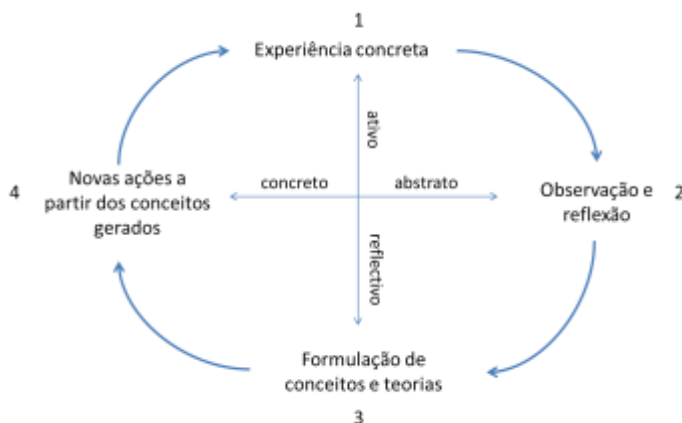 1
Experiência concreta
ativo
4
Novas ações a
partir dos conceitos
gerados
concreto
abstrato
Observação e
reflexão
2
reflectivo
Formulação de
conceitos e teorias
3